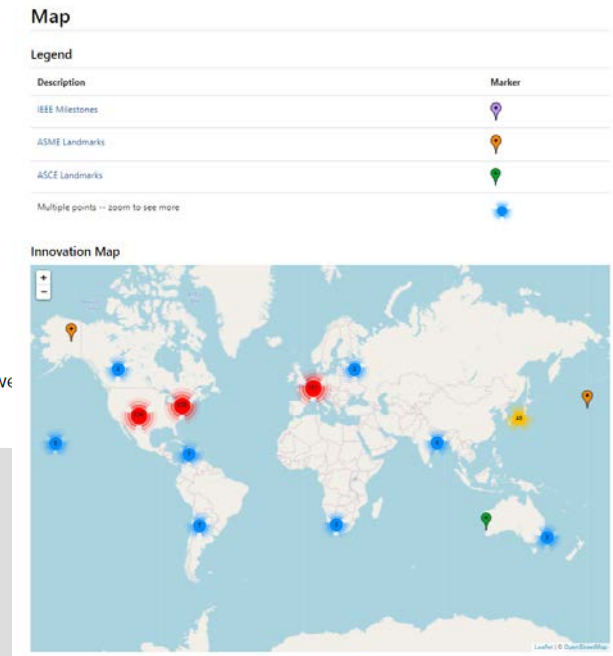 Map
Legend
Description Marker
IEEE Milestones
ASME Landmarks
ASCE Landmarks
Multiple points -- zoom to see more
Innovation Map
+
−
48
Leaflet | © OpenStreetMap